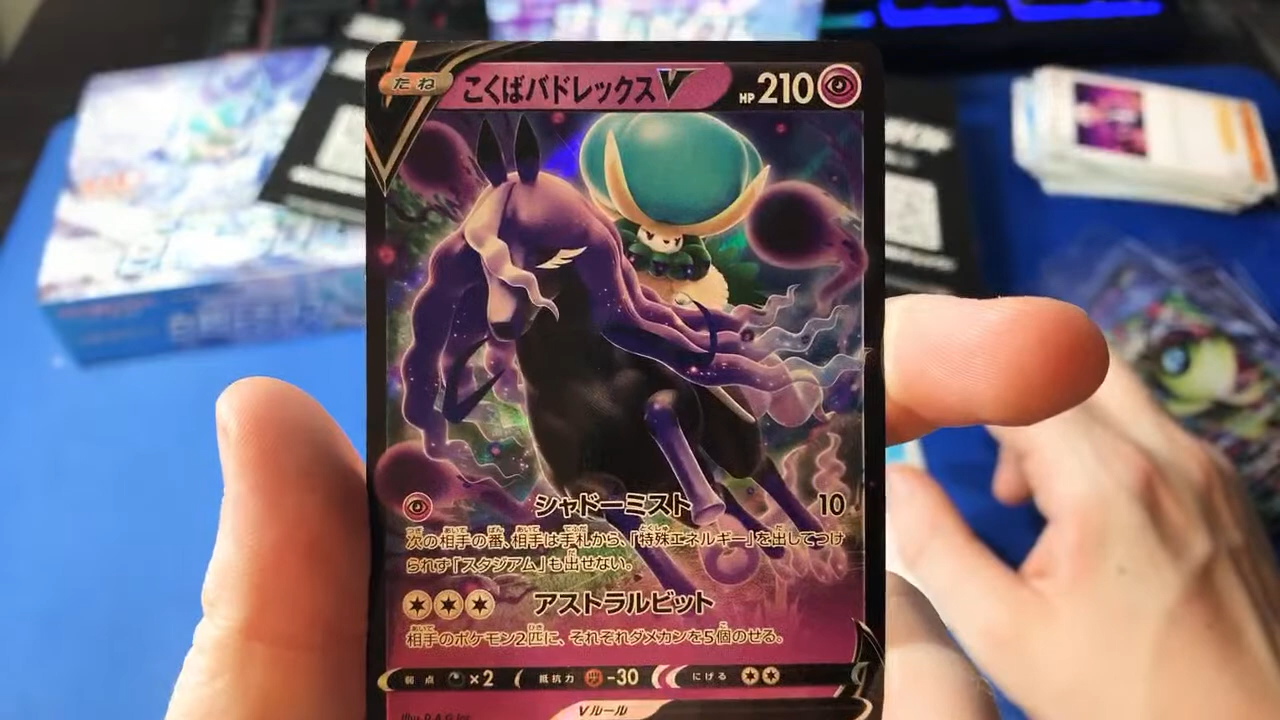 たね こくばバドレックスV HP210
シャドーミスト 10
次の相手の番、相手は手札から、「特殊エネルギー」を出してつけ
られず「スタジアム」も出せない。
アストラルビット
相手のポケモン2匹に、それぞれダメカンを5個のせる。
弱点 ×2 抵抗力 -30 にげる
Vルール